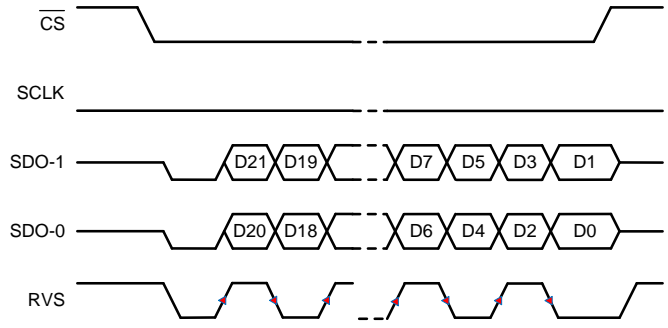 CS
SCLK
SDO-1 D21 D19 D7 D5 D3 D1
SDO-0 D20 D18 D6 D4 D2 D0
RVS